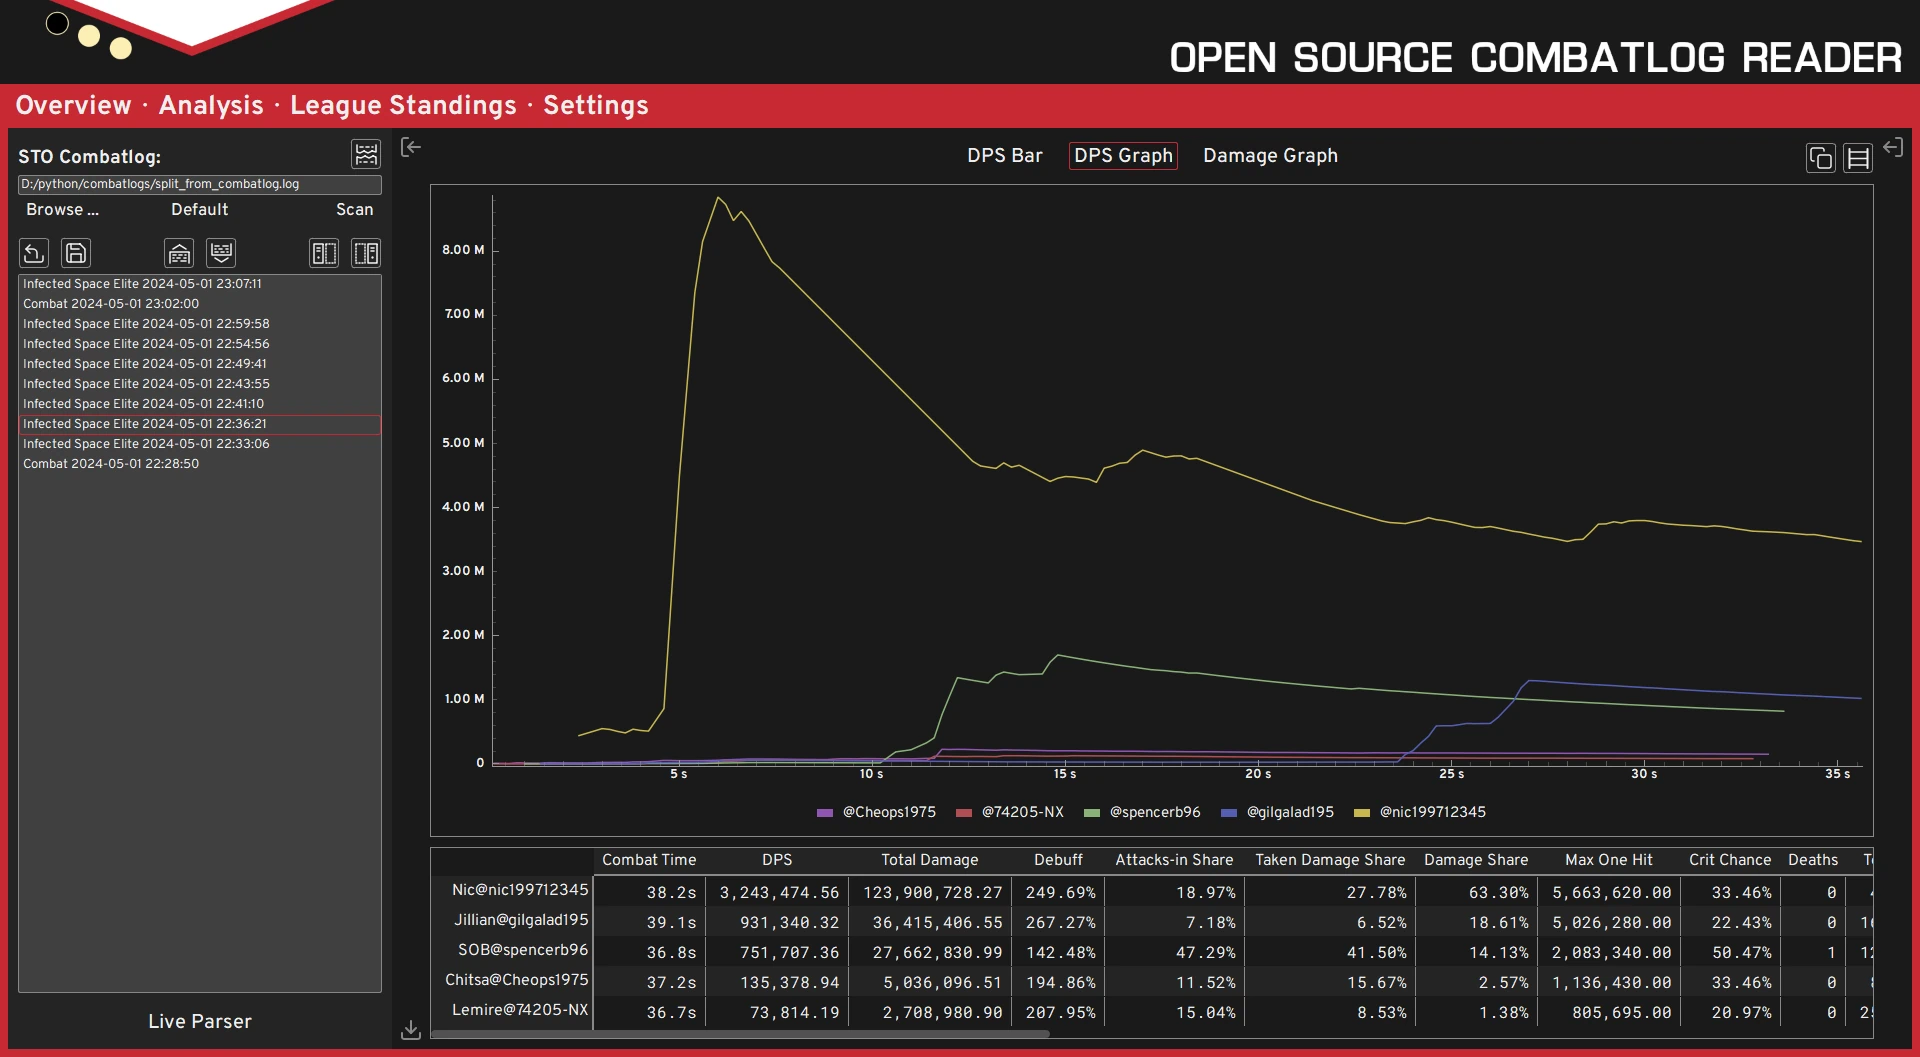 OPEN SOURCE COMBATLOG READER
Overview · Analysis · League Standings · Settings
STO Combatlog:
D:/python/combatlogs/split_from_combatlog.log
Browse ... Default Scan
Infected Space Elite 2024-05-01 23:07:11
Combat 2024-05-01 23:02:00
Infected Space Elite 2024-05-01 22:59:58
Infected Space Elite 2024-05-01 22:54:56
Infected Space Elite 2024-05-01 22:49:41
Infected Space Elite 2024-05-01 22:43:55
Infected Space Elite 2024-05-01 22:41:10
Infected Space Elite 2024-05-01 22:36:21
Infected Space Elite 2024-05-01 22:33:06
Combat 2024-05-01 22:28:50
Live Parser
DPS Bar DPS Graph Damage Graph
8.00 M
7.00 M
6.00 M
5.00 M
4.00 M
3.00 M
2.00 M
1.00 M
0
5 s 10 s 15 s 20 s 25 s 30 s 35 s
@Cheops1975 @74205-NX @spencerb96 @gilgalad195 @nic199712345
Combat Time DPS Total Damage Debuff Attacks-in Share Taken Damage Share Damage Share Max One Hit Crit Chance Deaths
Nic@nic199712345 38.2s 3,243,474.56 123,900,728.27 249.69% 18.97% 27.78% 63.30% 5,663,620.00 33.46% 0
Jillian@gilgalad195 39.1s 931,340.32 36,415,406.55 267.27% 7.18% 6.52% 18.61% 5,026,280.00 22.43% 0
SOB@spencerb96 36.8s 751,707.36 27,662,830.99 142.48% 47.29% 41.50% 14.13% 2,083,340.00 50.47% 1
Chitsa@Cheops1975 37.2s 135,378.94 5,036,096.51 194.86% 11.52% 15.67% 2.57% 1,136,430.00 33.46% 0
Lemire@74205-NX 36.7s 73,814.19 2,708,980.90 207.95% 15.04% 8.53% 1.38% 805,695.00 20.97% 0